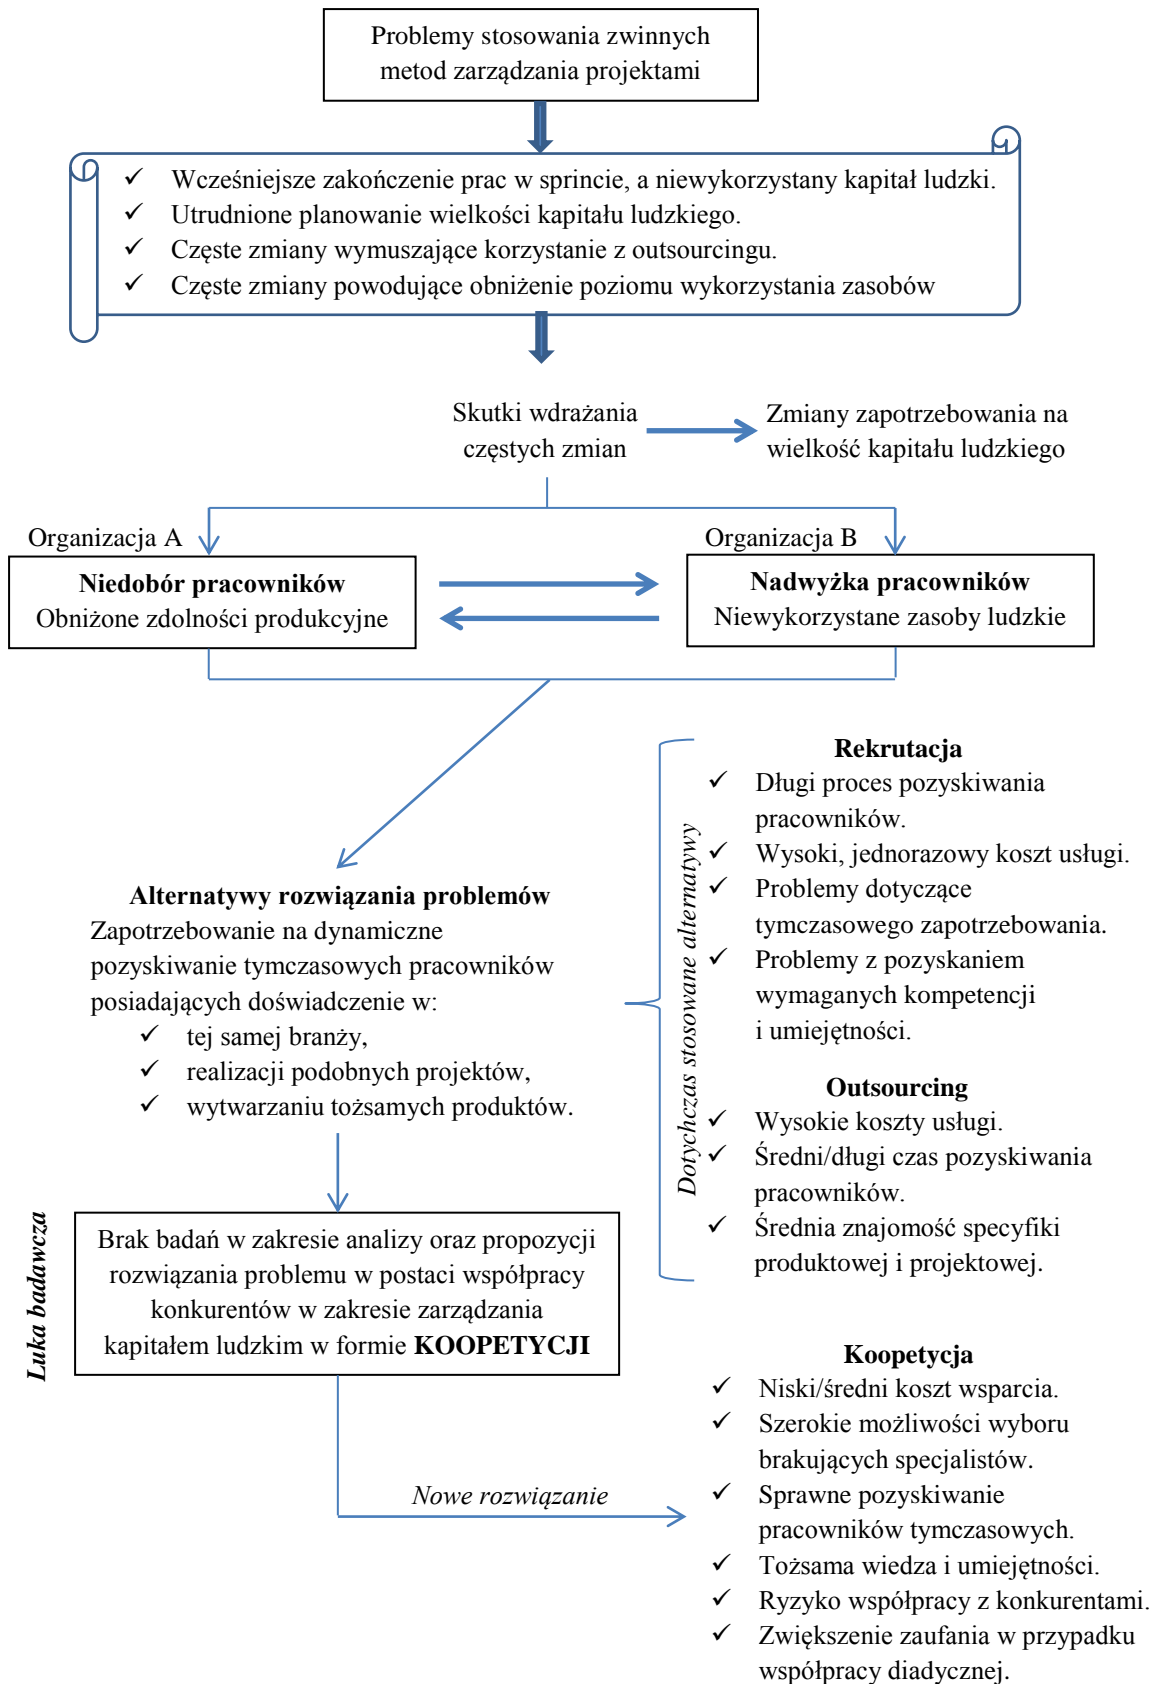 Problemy stosowania zwinnych
metod zarządzania projektami
✓ Wcześniejsze zakończenie prac w sprincie, a niewykorzystany kapitał ludzki.
✓ Utrudnione planowanie wielkości kapitału ludzkiego.
✓ Częste zmiany wymuszające korzystanie z outsourcingu.
✓ Częste zmiany powodujące obniżenie poziomu wykorzystania zasobów
Skutki wdrażania
częstych zmian
Zmiany zapotrzebowania na
wielkość kapitału ludzkiego
Organizacja A
Niedobór pracowników
Obniżone zdolności produkcyjne
Organizacja B
Nadwyżka pracowników
Niewykorzystane zasoby ludzkie
Alternatywy rozwiązania problemów
Zapotrzebowanie na dynamiczne
pozyskiwanie tymczasowych pracowników
posiadających doświadczenie w:
✓ tej samej branży,
✓ realizacji podobnych projektów,
✓ wytwarzaniu tożsamych produktów.
Dotychczas stosowane alternatywy
Rekrutacja
✓ Długi proces pozyskiwania
pracowników.
✓ Wysoki, jednorazowy koszt usługi.
✓ Problemy dotyczące
tymczasowego zapotrzebowania.
✓ Problemy z pozyskaniem
wymaganych kompetencji
i umiejętności.
Outsourcing
✓ Wysokie koszty usługi.
✓ Średni/długi czas pozyskiwania
pracowników.
✓ Średnia znajomość specyfiki
produktowej i projektowej.
Luka badawcza
Brak badań w zakresie analizy oraz propozycji
rozwiązania problemu w postaci współpracy
konkurentów w zakresie zarządzania
kapitałem ludzkim w formie KOOPETYCJI
Nowe rozwiązanie
Koopetycja
✓ Niski/średni koszt wsparcia.
✓ Szerokie możliwości wyboru
brakujących specjalistów.
✓ Sprawne pozyskiwanie
pracowników tymczasowych.
✓ Tożsama wiedza i umiejętności.
✓ Ryzyko współpracy z konkurentami.
✓ Zwiększenie zaufania w przypadku
współpracy diadycznej.